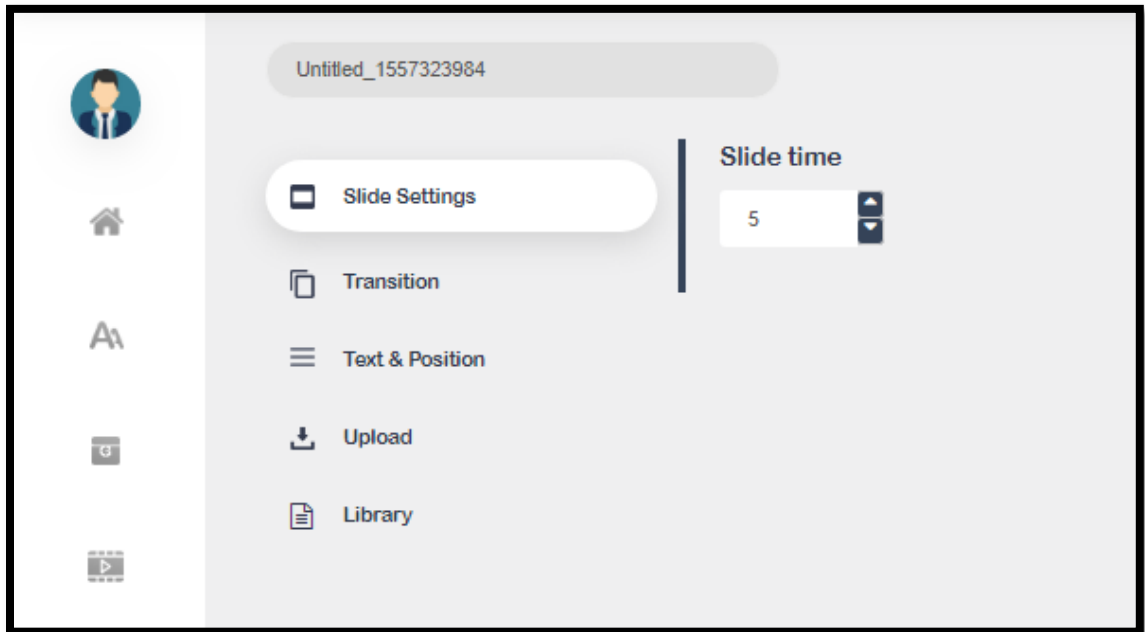 Untitled_1557323984
Slide Settings
Transition
Text & Position
Upload
Library
Slide time
5